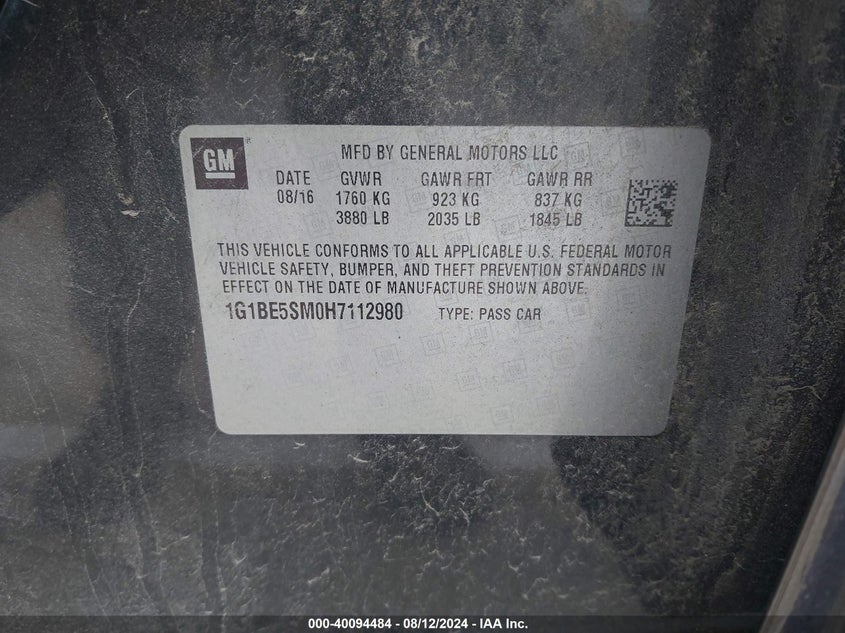 GM
MFD BY GENERAL MOTORS LLC
DATE GVWR GAWR FRT GAWR RR
08/16 1760 KG 923 KG 837 KG
3880 LB 2035 LB 1845 LB
THIS VEHICLE CONFORMS TO ALL APPLICABLE U.S. FEDERAL MOTOR
VEHICLE SAFETY, BUMPER, AND THEFT PREVENTION STANDARDS IN
EFFECT ON THE DATE OF MANUFACTURE SHOWN ABOVE.
1G1BE5SM0H7112980 TYPE: PASS CAR
000-40094484 - 08/12/2024 - IAA Inc.